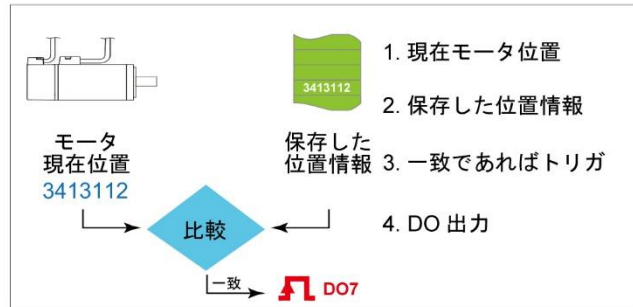 モータ
現在位置
3413112
3413112
保存した
位置情報
比較
一致
DO7
1. 現在モータ位置
2. 保存した位置情報
3. 一致であればトリガ
4. DO 出力